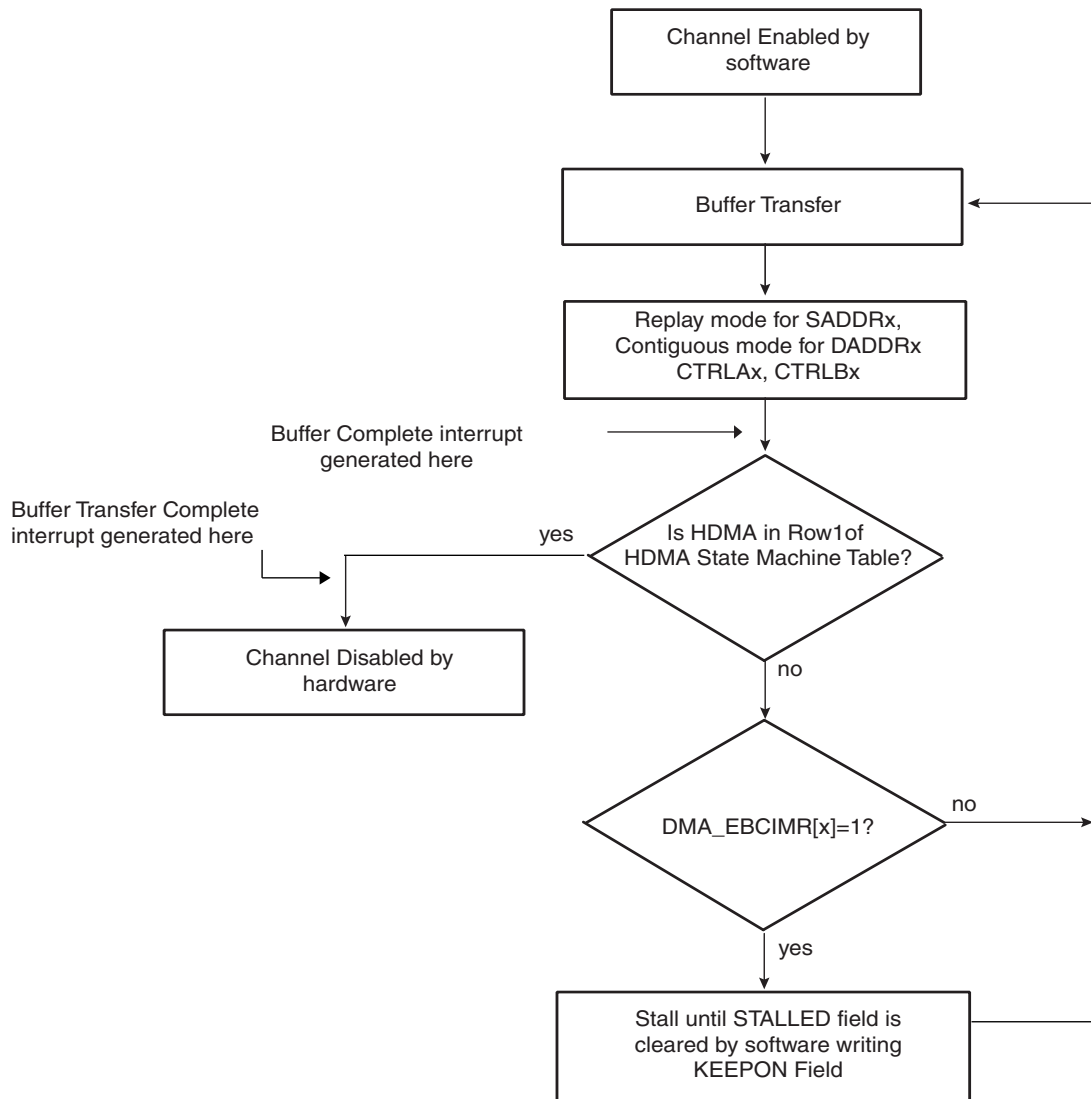 Channel Enabled by
software
Buffer Transfer
Replay mode for SADDRx,
Contiguous mode for DADDRx
CTRLAx, CTRLBx
Buffer Complete interrupt
generated here
Buffer Transfer Complete
interrupt generated here
yes
Is HDMA in Row1of
HDMA State Machine Table?
Channel Disabled by
hardware
no
DMA_EBCIMR[x]=1?
no
yes
Stall until STALLED field is
cleared by software writing
KEEPON Field